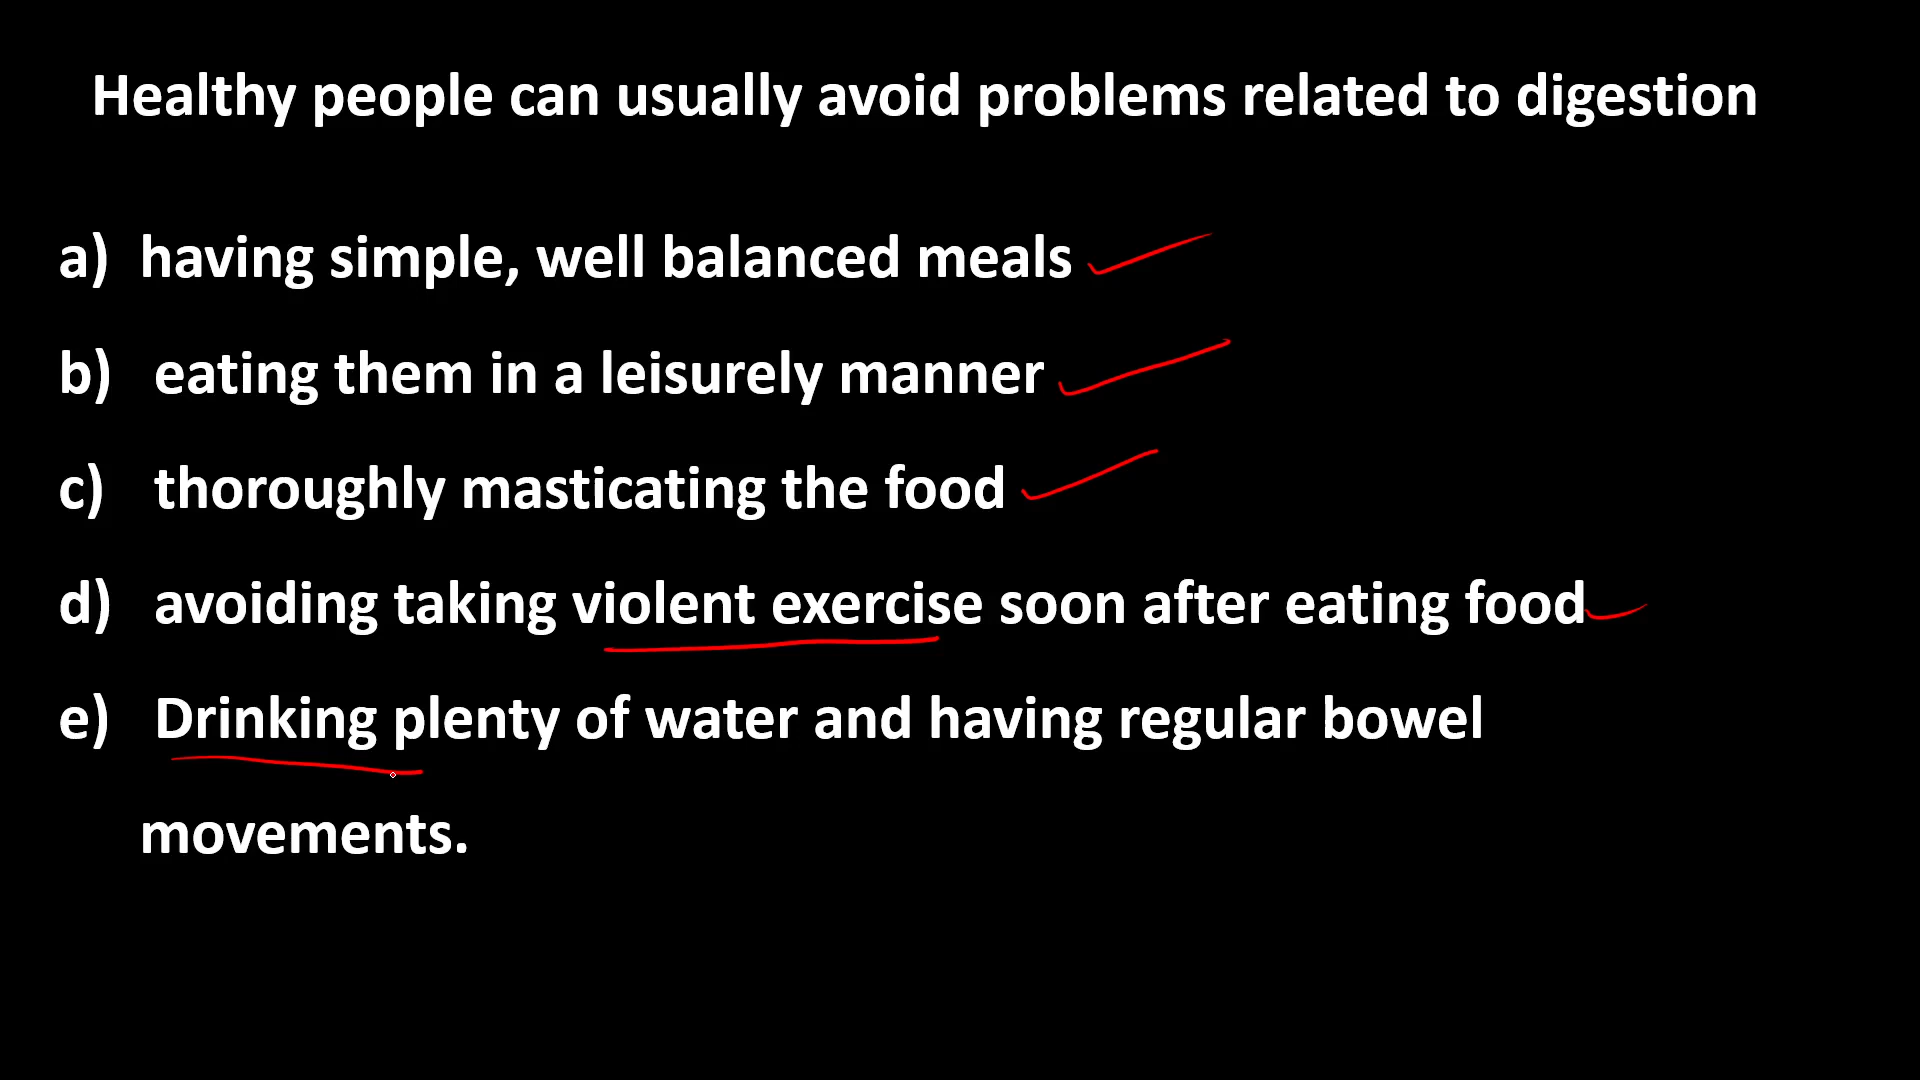 Healthy people can usually avoid problems related to digestion
a) having simple, well balanced meals
b) eating them in a leisurely manner
c) thoroughly masticating the food
d) avoiding taking violent exercise soon after eating food
e) Drinking plenty of water and having regular bowel
movements.